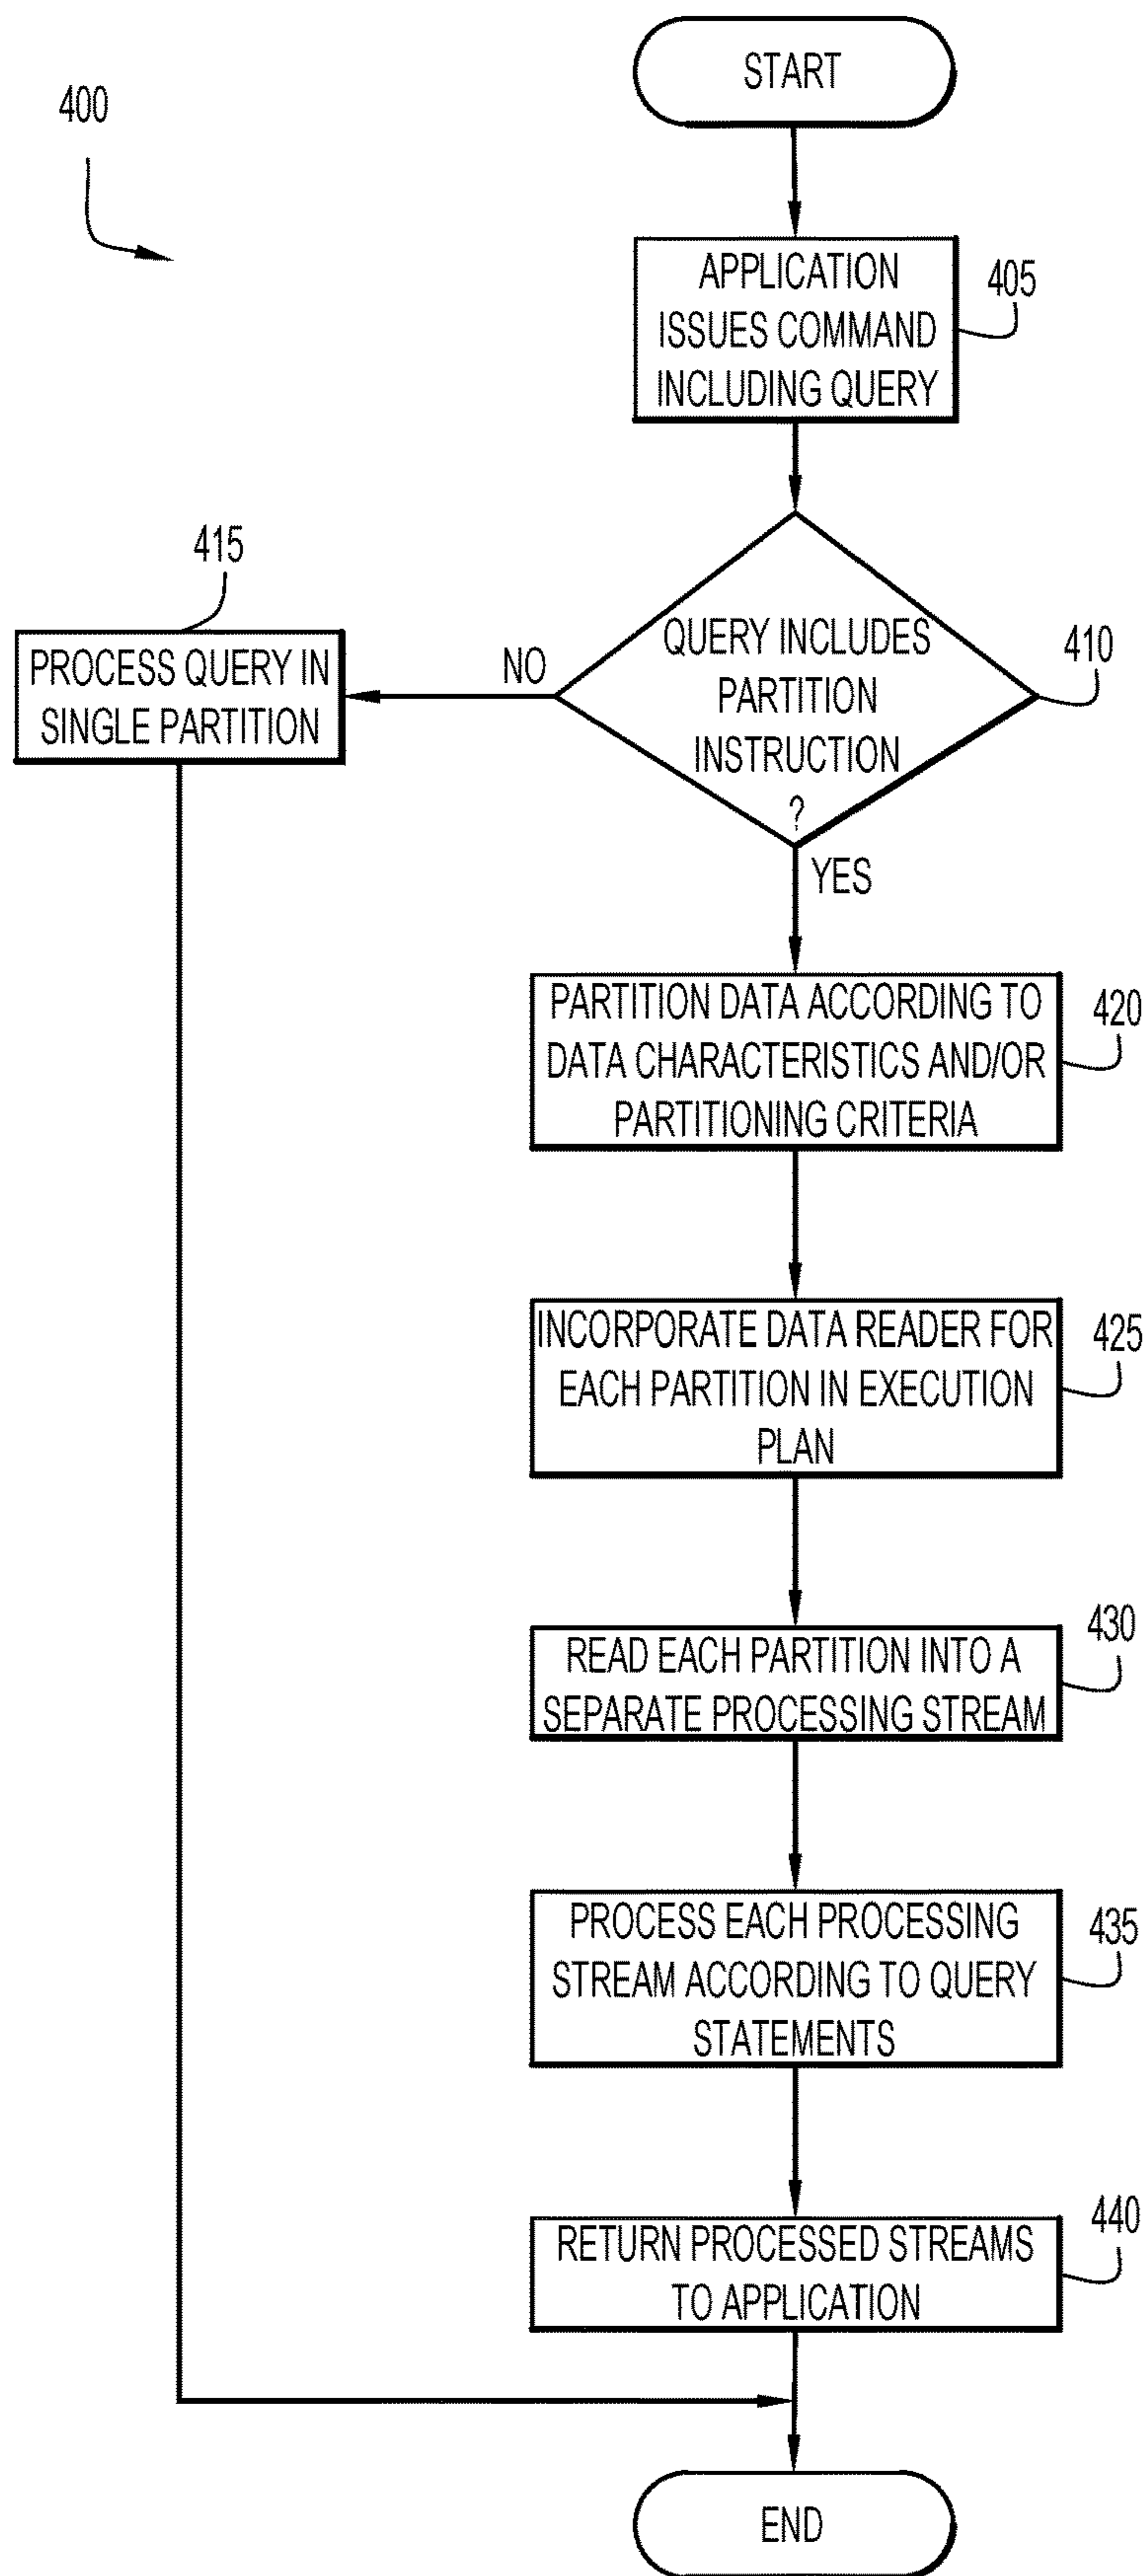 START
400
APPLICATION
ISSUES COMMAND
INCLUDING QUERY
405
QUERY INCLUDES
PARTITION
INSTRUCTION
?
410
NO
415
PROCESS QUERY IN
SINGLE PARTITION
YES
PARTITION DATA ACCORDING TO
DATA CHARACTERISTICS AND/OR
PARTITIONING CRITERIA
420
INCORPORATE DATA READER FOR
EACH PARTITION IN EXECUTION
PLAN
425
READ EACH PARTITION INTO A
SEPARATE PROCESSING STREAM
430
PROCESS EACH PROCESSING
STREAM ACCORDING TO QUERY
STATEMENTS
435
RETURN PROCESSED STREAMS
TO APPLICATION
440
END